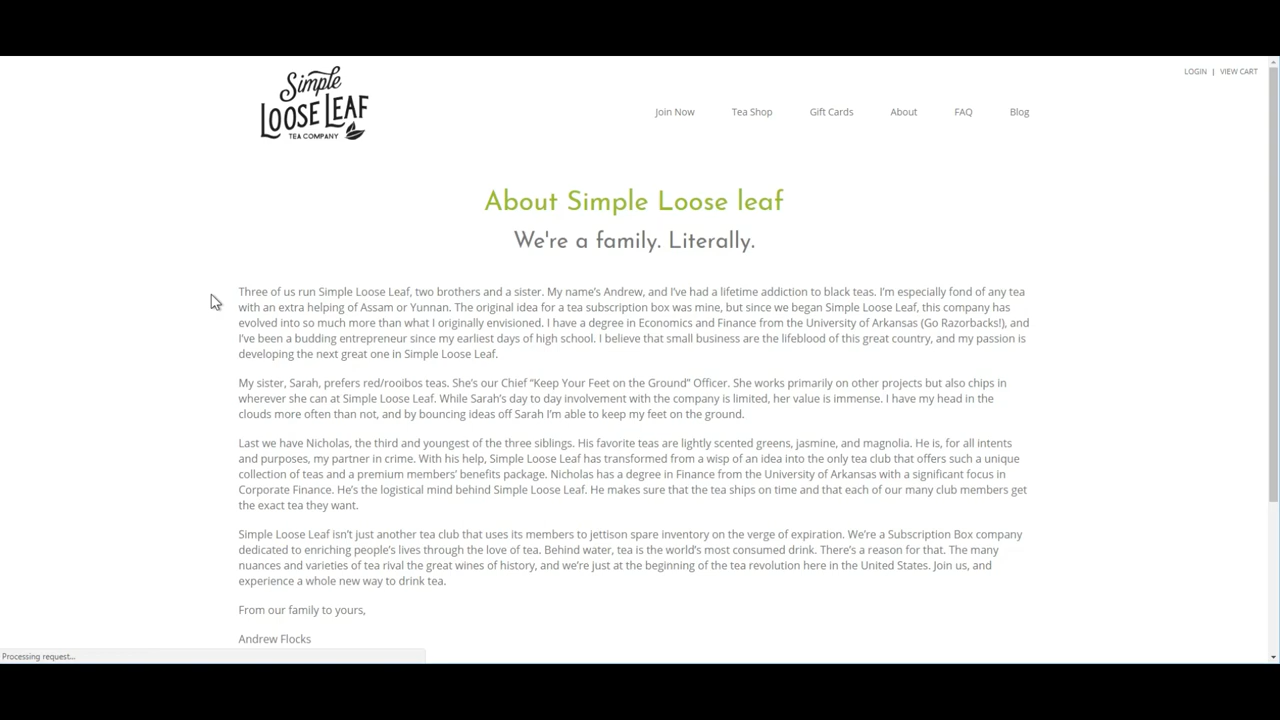 LOGIN | VIEW CART
Simple
LOOSE LEAF
TEA COMPANY
Join Now Tea Shop Gift Cards About FAQ Blog
About Simple Loose leaf
We're a family. Literally.
Three of us run Simple Loose Leaf, two brothers and a sister. My name's Andrew, and I've had a lifetime addiction to black teas. I'm especially fond of any tea
with an extra helping of Assam or Yunnan. The original idea for a tea subscription box was mine, but since we began Simple Loose Leaf, this company has
evolved into so much more than what I originally envisioned. I have a degree in Economics and Finance from the University of Arkansas (Go Razorbacks!), and
I've been a budding entrepreneur since my earliest days of high school. I believe that small business are the lifeblood of this great country, and my passion is
developing the next great one in Simple Loose Leaf.
My sister, Sarah, prefers red/rooibos teas. She's our Chief “Keep Your Feet on the Ground” Officer. She works primarily on other projects but also chips in
wherever she can at Simple Loose Leaf. While Sarah's day to day involvement with the company is limited, her value is immense. I have my head in the
clouds more often than not, and by bouncing ideas off Sarah I'm able to keep my feet on the ground.
Last we have Nicholas, the third and youngest of the three siblings. His favorite teas are lightly scented greens, jasmine, and magnolia. He is, for all intents
and purposes, my partner in crime. With his help, Simple Loose Leaf has transformed from a wisp of an idea into the only tea club that offers such a unique
collection of teas and a premium members' benefits package. Nicholas has a degree in Finance from the University of Arkansas with a significant focus in
Corporate Finance. He's the logistical mind behind Simple Loose Leaf. He makes sure that the tea ships on time and that each of our many club members get
the exact tea they want.
Simple Loose Leaf isn't just another tea club that uses its members to jettison spare inventory on the verge of expiration. We're a Subscription Box company
dedicated to enriching people's lives through the love of tea. Behind water, tea is the world's most consumed drink. There's a reason for that. The many
nuances and varieties of tea rival the great wines of history, and we're just at the beginning of the tea revolution here in the United States. Join us, and
experience a whole new way to drink tea.
From our family to yours,
Andrew Flocks
Processing request...